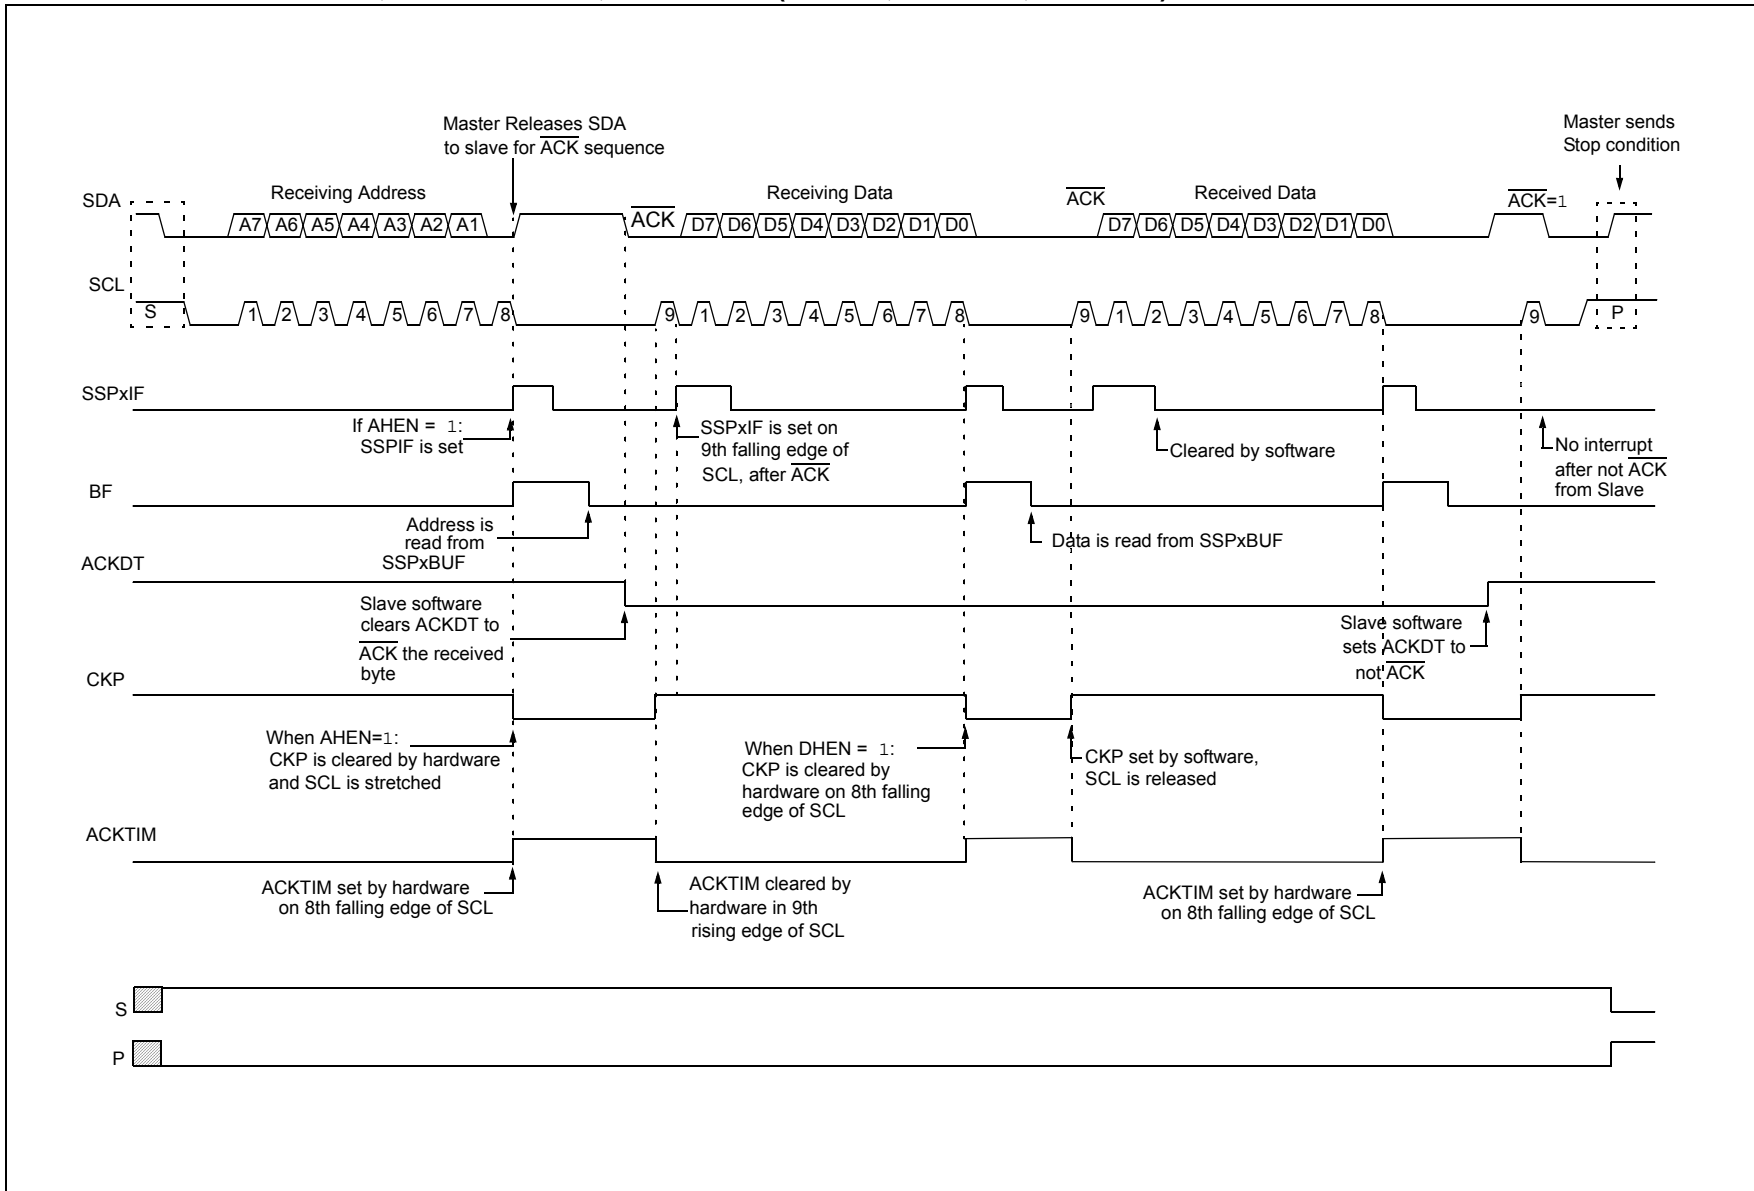 Master Releases SDA
to slave for ACK sequence
Master sends
Stop condition
SDA
Receiving Address
Receiving Data
ACK
Received Data
ACK=1
A7 A6 A5 A4 A3 A2 A1
ACK
D7 D6 D5 D4 D3 D2 D1 D0
D7 D6 D5 D4 D3 D2 D1 D0
SCL
S
1 2 3 4 5 6 7 8
9 1 2 3 4 5 6 7 8
9 1 2 3 4 5 6 7 8
9
P
SSPxIF
If AHEN = 1:
SSPIF is set
SSPxIF is set on
9th falling edge of
SCL, after ACK
Cleared by software
No interrupt
after not ACK
from Slave
BF
Address is
read from
SSPxBUF
Data is read from SSPxBUF
ACKDT
Slave software
clears ACKDT to
ACK the received
byte
Slave software
sets ACKDT to
not ACK
CKP
When AHEN=1:
CKP is cleared by hardware
and SCL is stretched
When DHEN = 1:
CKP is cleared by
hardware on 8th falling
edge of SCL
CKP set by software,
SCL is released
ACKTIM
ACKTIM set by hardware
on 8th falling edge of SCL
ACKTIM cleared by
hardware in 9th
rising edge of SCL
ACKTIM set by hardware
on 8th falling edge of SCL
S
P